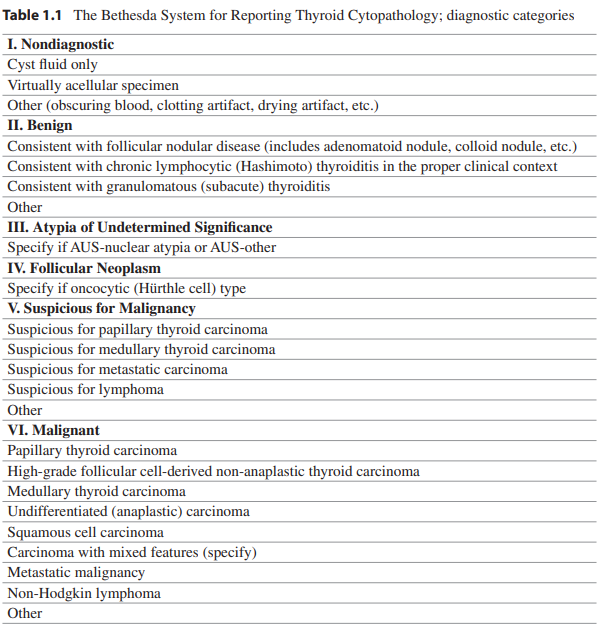 Table 1.1 The Bethesda System for Reporting Thyroid Cytopathology; diagnostic categories
I. Nondiagnostic
Cyst fluid only
Virtually acellular specimen
Other (obscuring blood, clotting artifact, drying artifact, etc.)
II. Benign
Consistent with follicular nodular disease (includes adenomatoid nodule, colloid nodule, etc.)
Consistent with chronic lymphocytic (Hashimoto) thyroiditis in the proper clinical context
Consistent with granulomatous (subacute) thyroiditis
Other
III. Atypia of Undetermined Significance
Specify if AUS-nuclear atypia or AUS-other
IV. Follicular Neoplasm
Specify if oncocytic (Hürthle cell) type
V. Suspicious for Malignancy
Suspicious for papillary thyroid carcinoma
Suspicious for medullary thyroid carcinoma
Suspicious for metastatic carcinoma
Suspicious for lymphoma
Other
VI. Malignant
Papillary thyroid carcinoma
High-grade follicular cell-derived non-anaplastic thyroid carcinoma
Medullary thyroid carcinoma
Undifferentiated (anaplastic) carcinoma
Squamous cell carcinoma
Carcinoma with mixed features (specify)
Metastatic malignancy
Non-Hodgkin lymphoma
Other